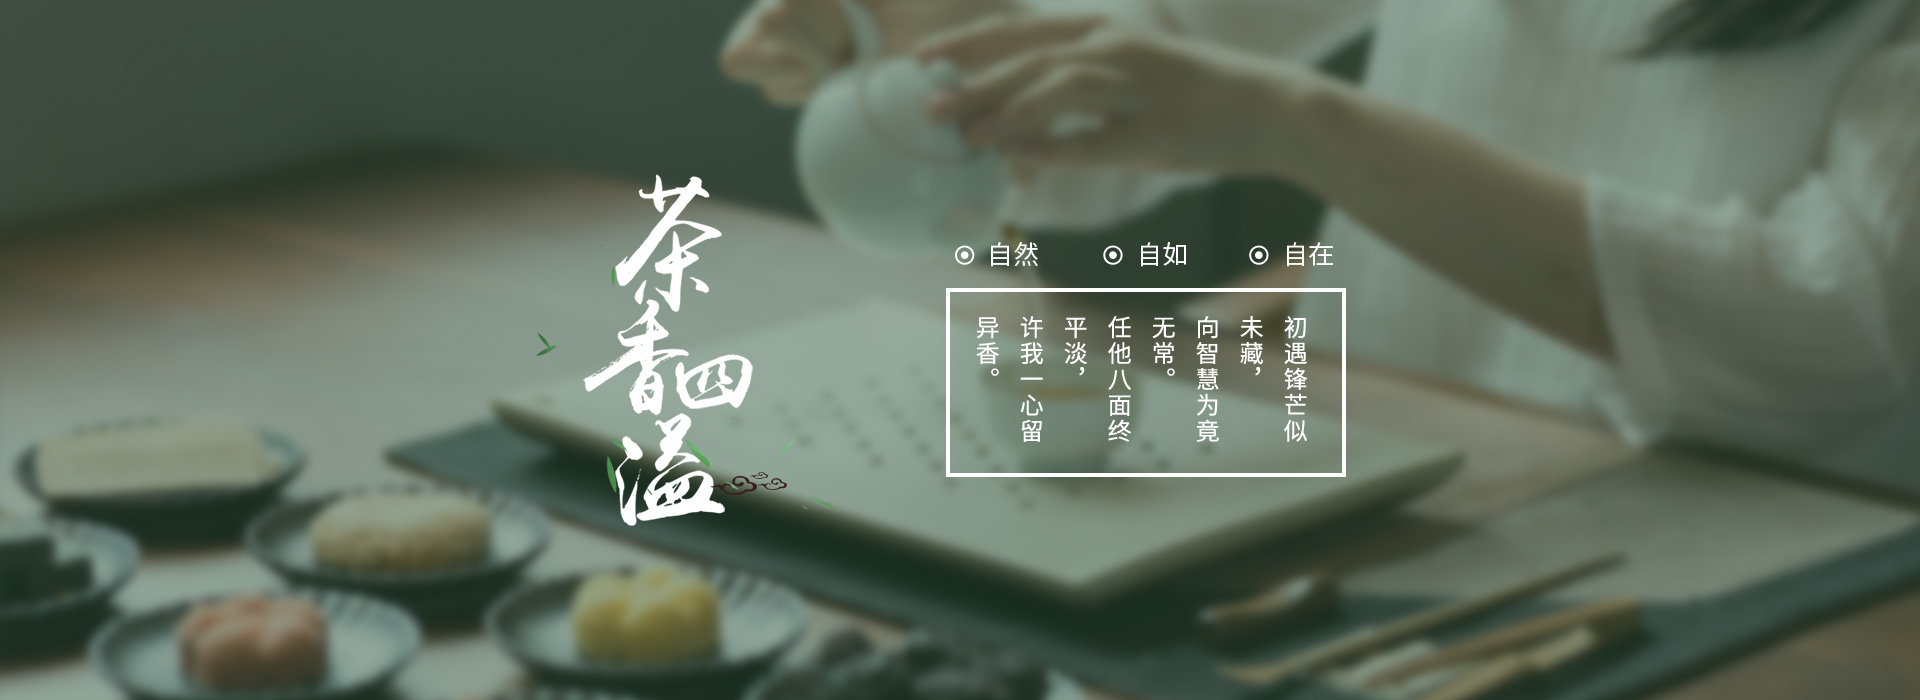 茶香四溢
自然
自如
自在
初遇锋芒似
未藏，
向智慧为竟
无常。
任他八面终
平淡，
许我一心留
异香。